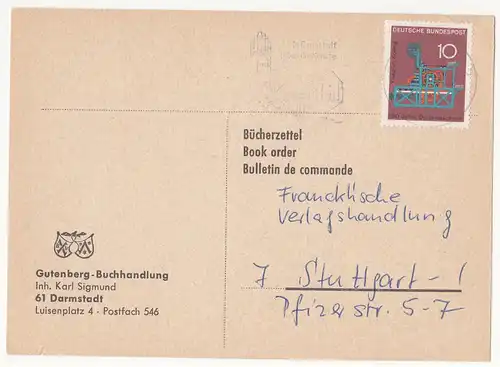 DEUTSCHE BUNDESPOST
10
Bücherzettel
Book order
Bulletin de commande
Franckhsche
Verlagshandlung
7 Stuttgart - 1
Pfizerstr. 5-7
Gutenberg-Buchhandlung
Inh. Karl Sigmund
61 Darmstadt
Luisenplatz 4 · Postfach 546